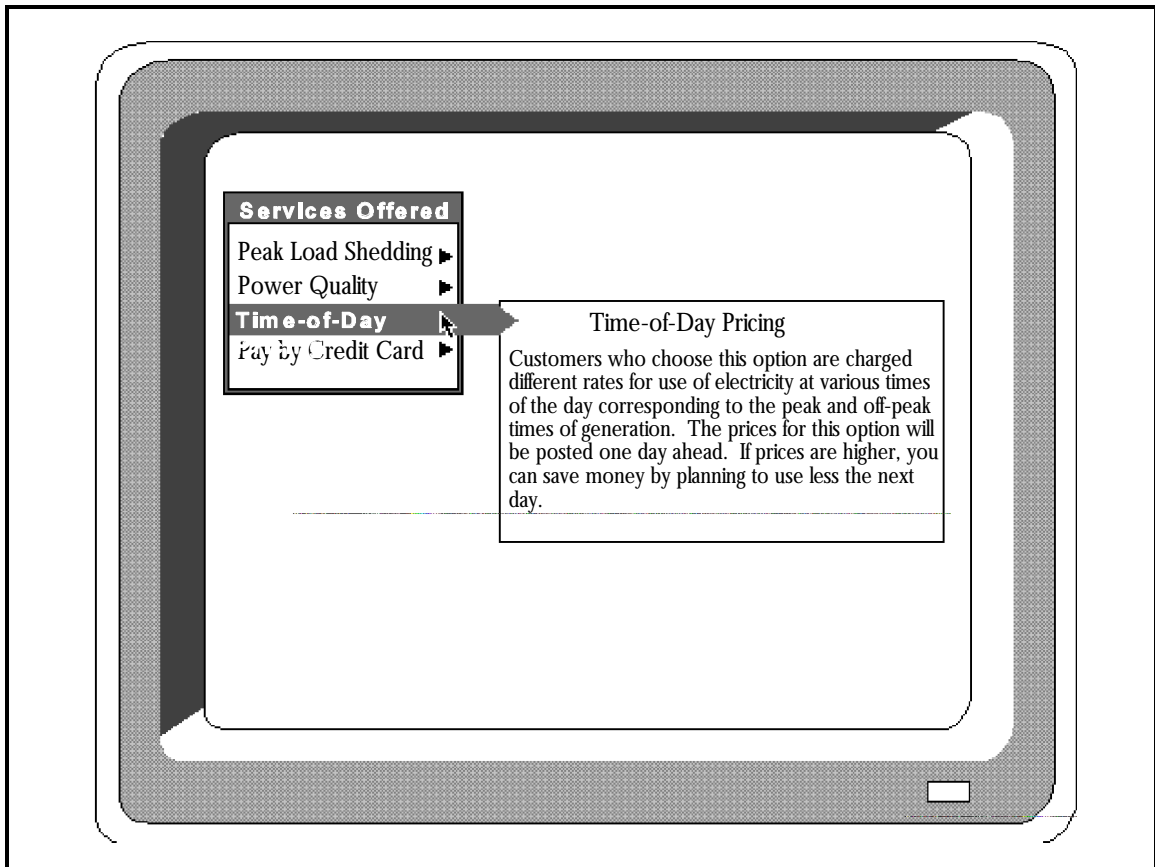 Services Offered
Peak Load Shedding
Power Quality
Time-of-Day
Pay by Credit Card
Time-of-Day Pricing
Customers who choose this option are charged
different rates for use of electricity at various times
of the day corresponding to the peak and off-peak
times of generation.  The prices for this option will
be posted one day ahead.  If prices are higher, you
can save money by planning to use less the next
day.